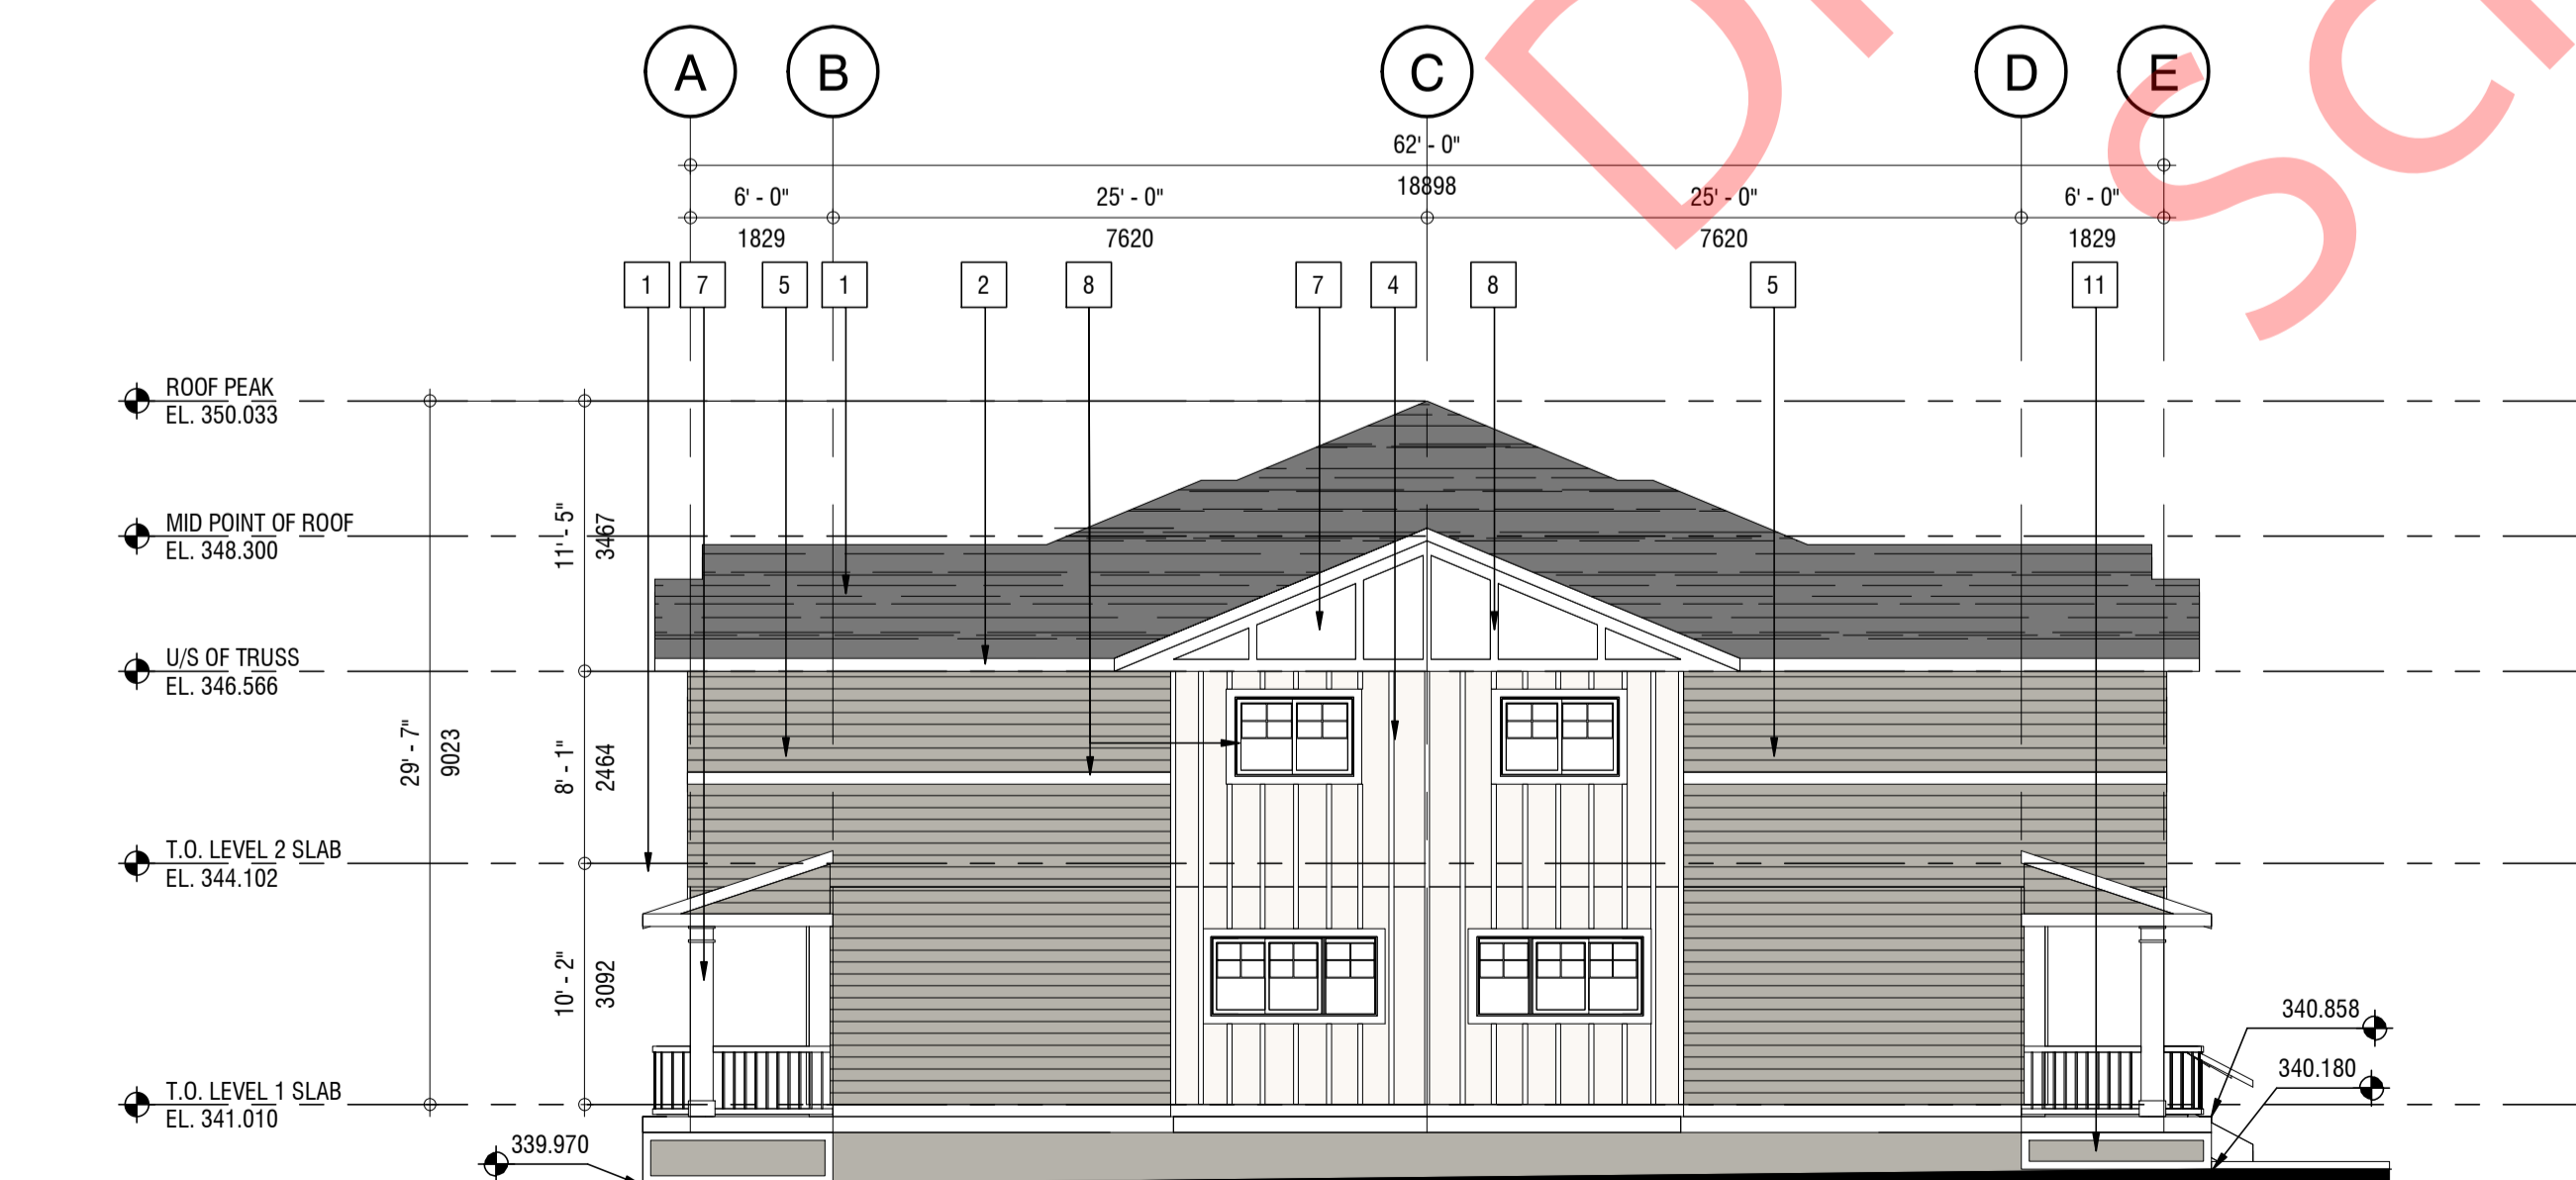 A B C D E
62' - 0"
18898
6' - 0" 25' - 0" 25' - 0" 6' - 0"
1829 7620 7620 1829
1 7 5 1 2 8 7 4 8 5 11
ROOF PEAK
EL. 350.033
MID POINT OF ROOF
EL. 348.300
11' - 5"
3467
U/S OF TRUSS
EL. 346.566
29' - 7"
9023
8' - 1"
2464
T.O. LEVEL 2 SLAB
EL. 344.102
10' - 2"
3092
T.O. LEVEL 1 SLAB
EL. 341.010
340.858
340.180
339.970